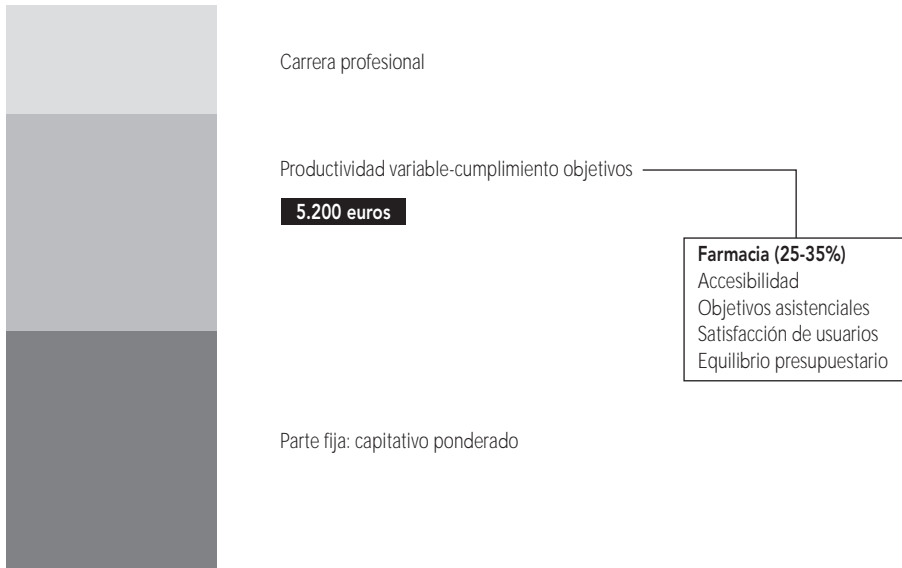 Carrera profesional
Productividad variable-cumplimiento objetivos
5.200 euros
Farmacia (25-35%)
Accesibilidad
Objetivos asistenciales
Satisfacción de usuarios
Equilibrio presupuestario
Parte fija: capitativo ponderado